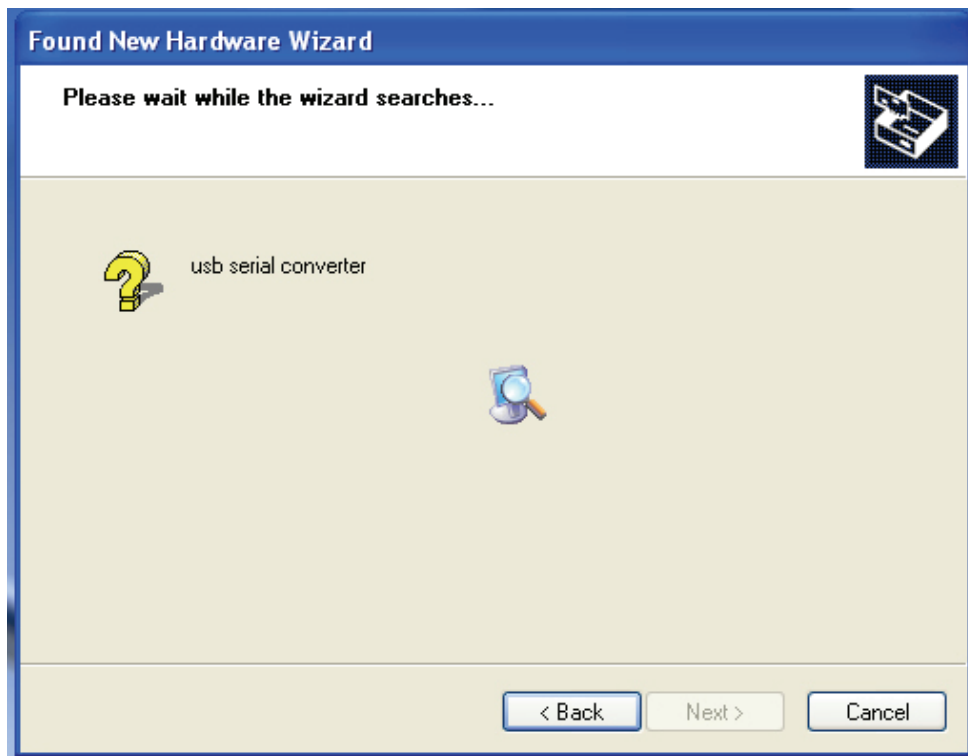 Found New Hardware Wizard
Please wait while the wizard searches...
usb serial converter
< Back
Next >
Cancel